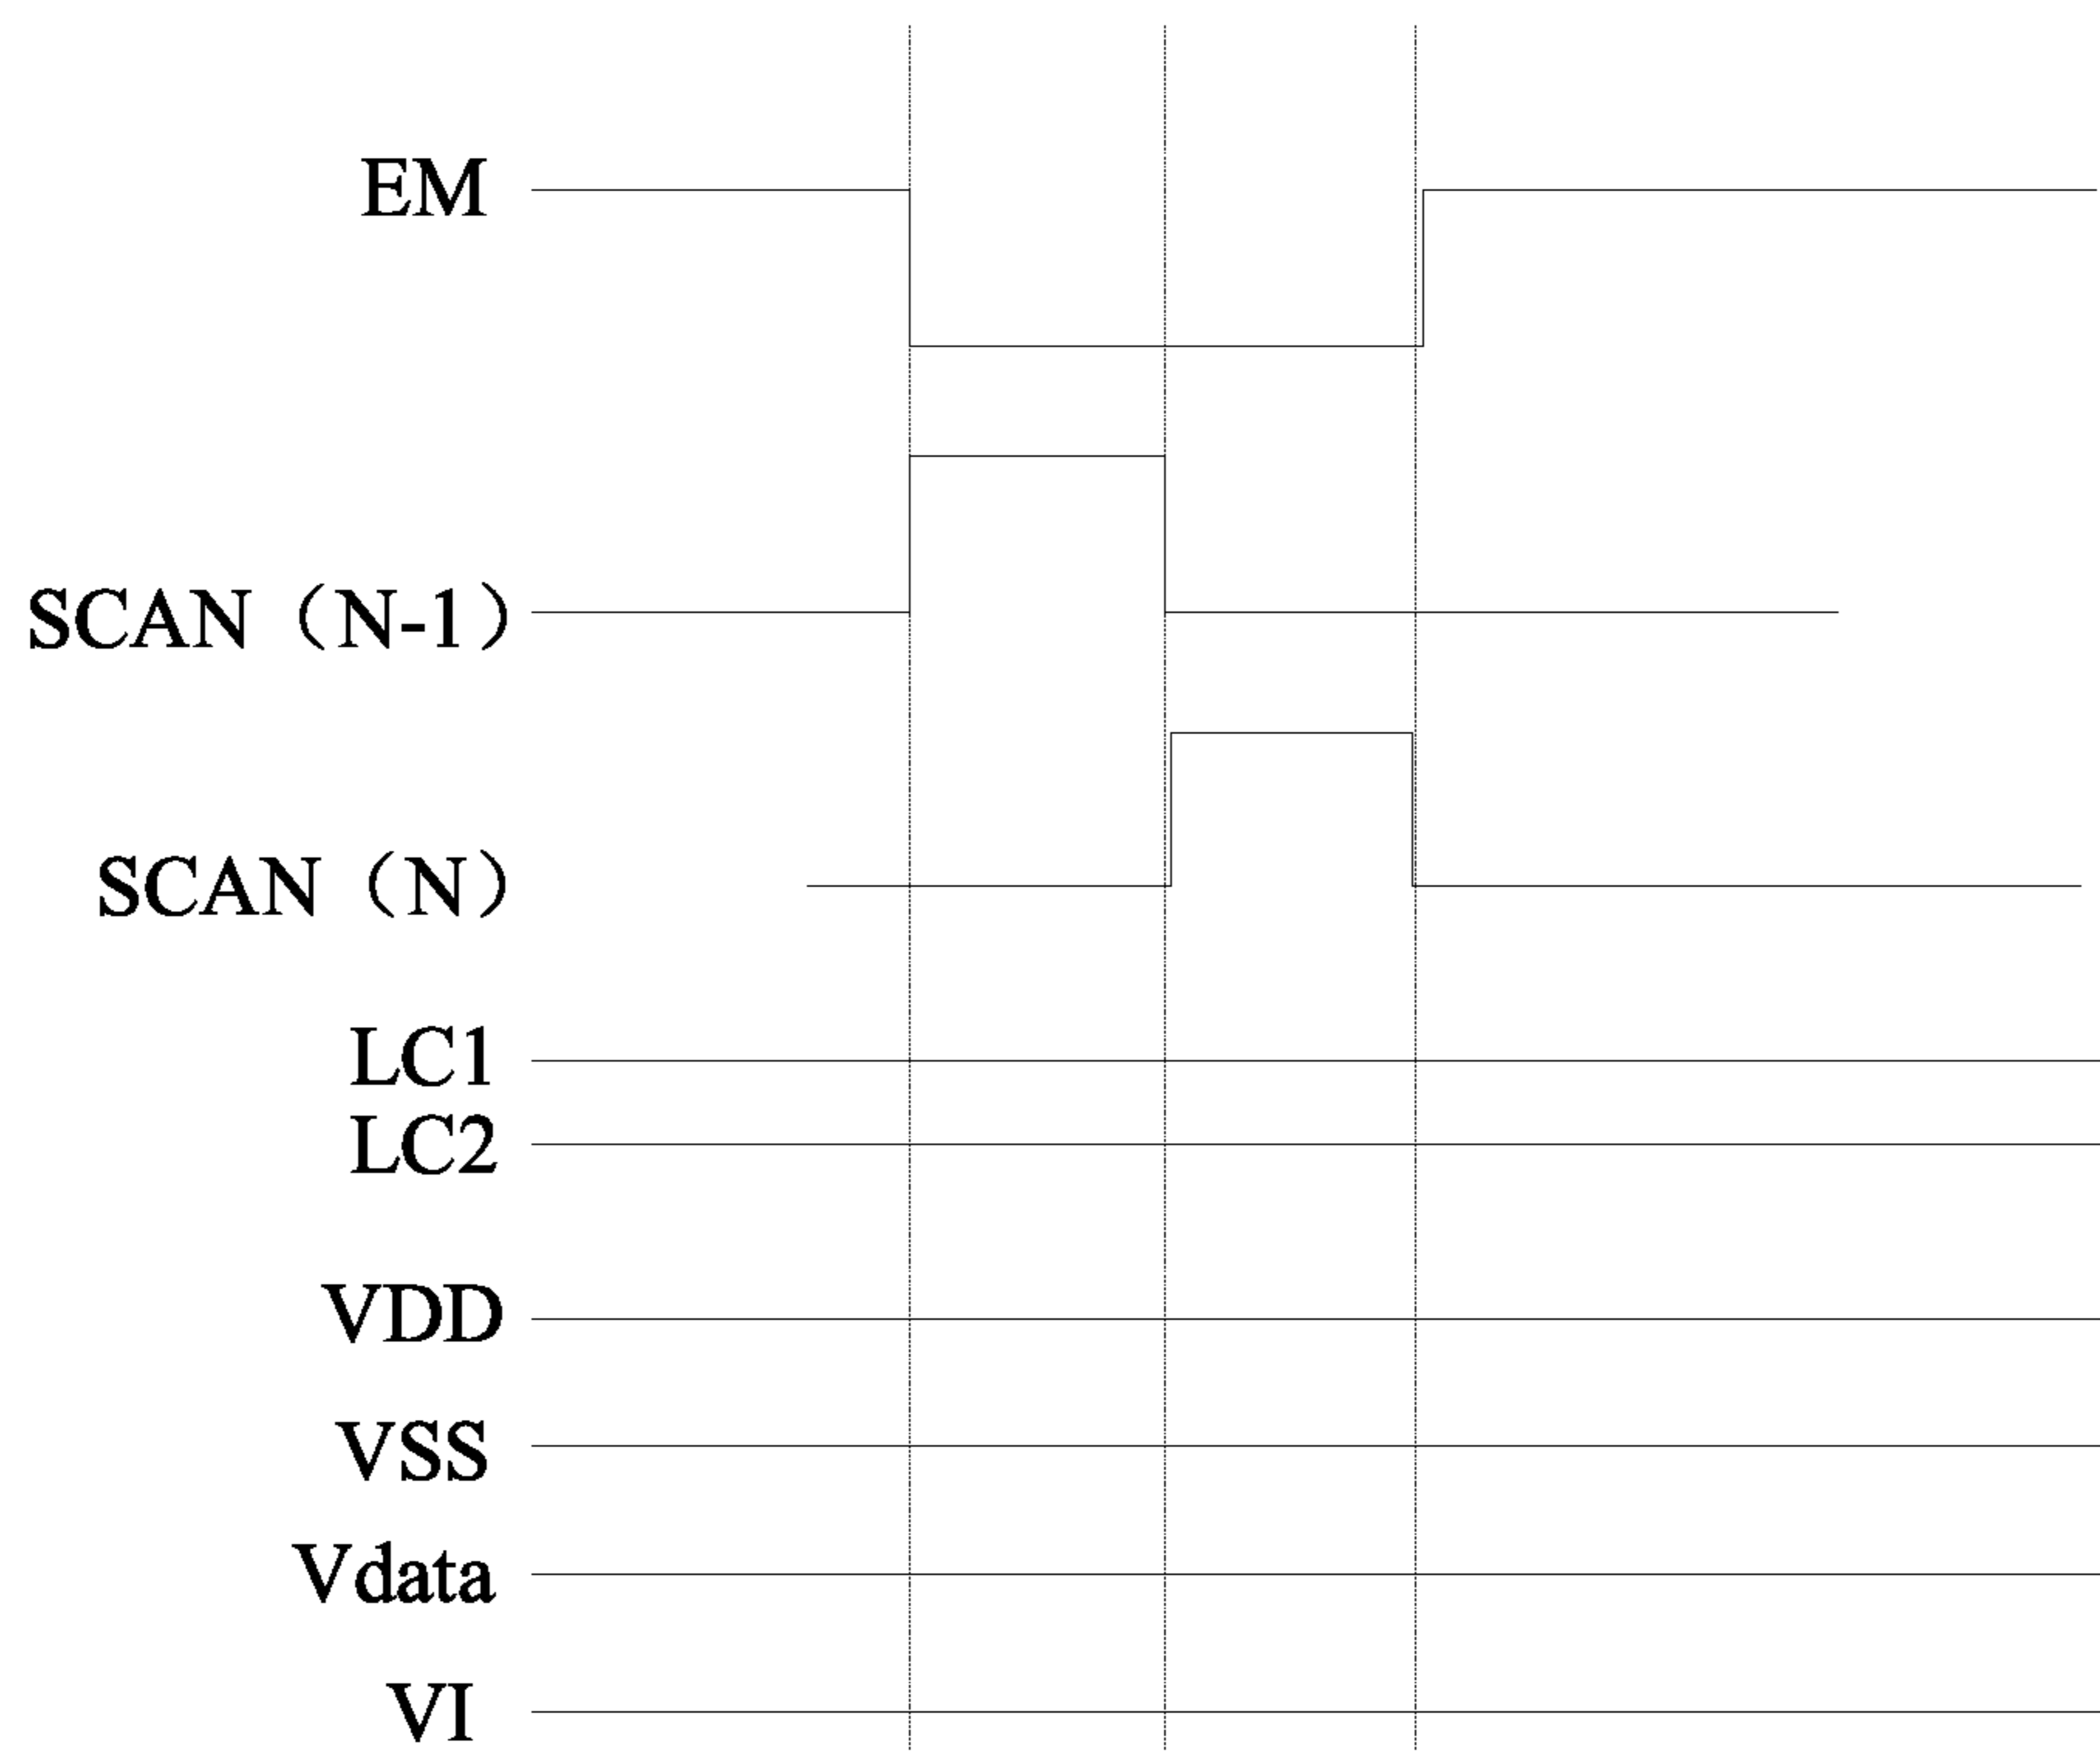 EM
SCAN（N-1）
SCAN（N）
LC1
LC2
VDD
VSS
Vdata
VI